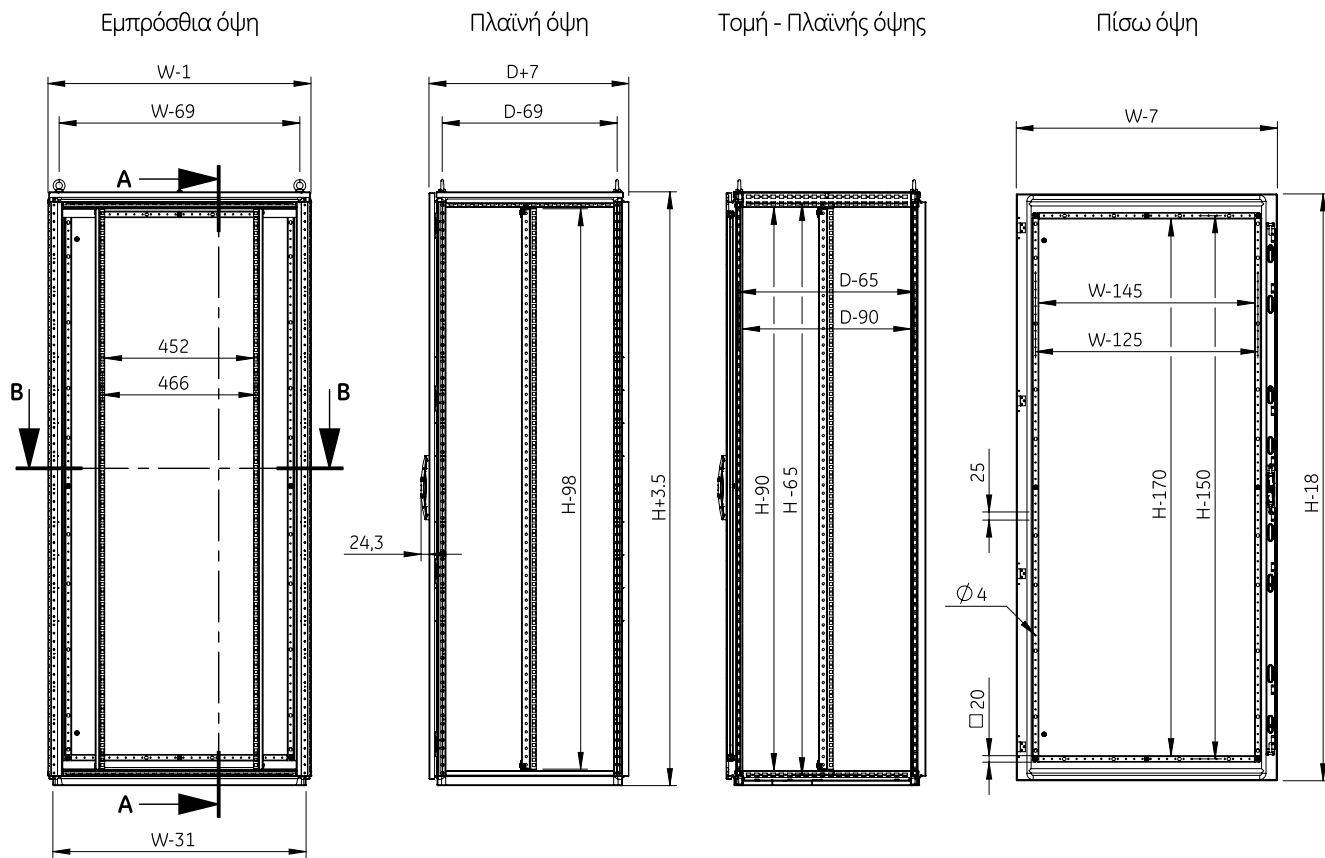 Εμπρόσθια όψη
Πλαϊνή όψη
Τομή - Πλαϊνής όψης
Πίσω όψη
W-1
W-69
A
452
466
B
B
A
W-31
D+7
D-69
H-98
H+3.5
24,3
D-65
D-90
H-90
H-65
W-7
W-145
W-125
25
H-170
H-150
H-18
Ø 4
□ 20